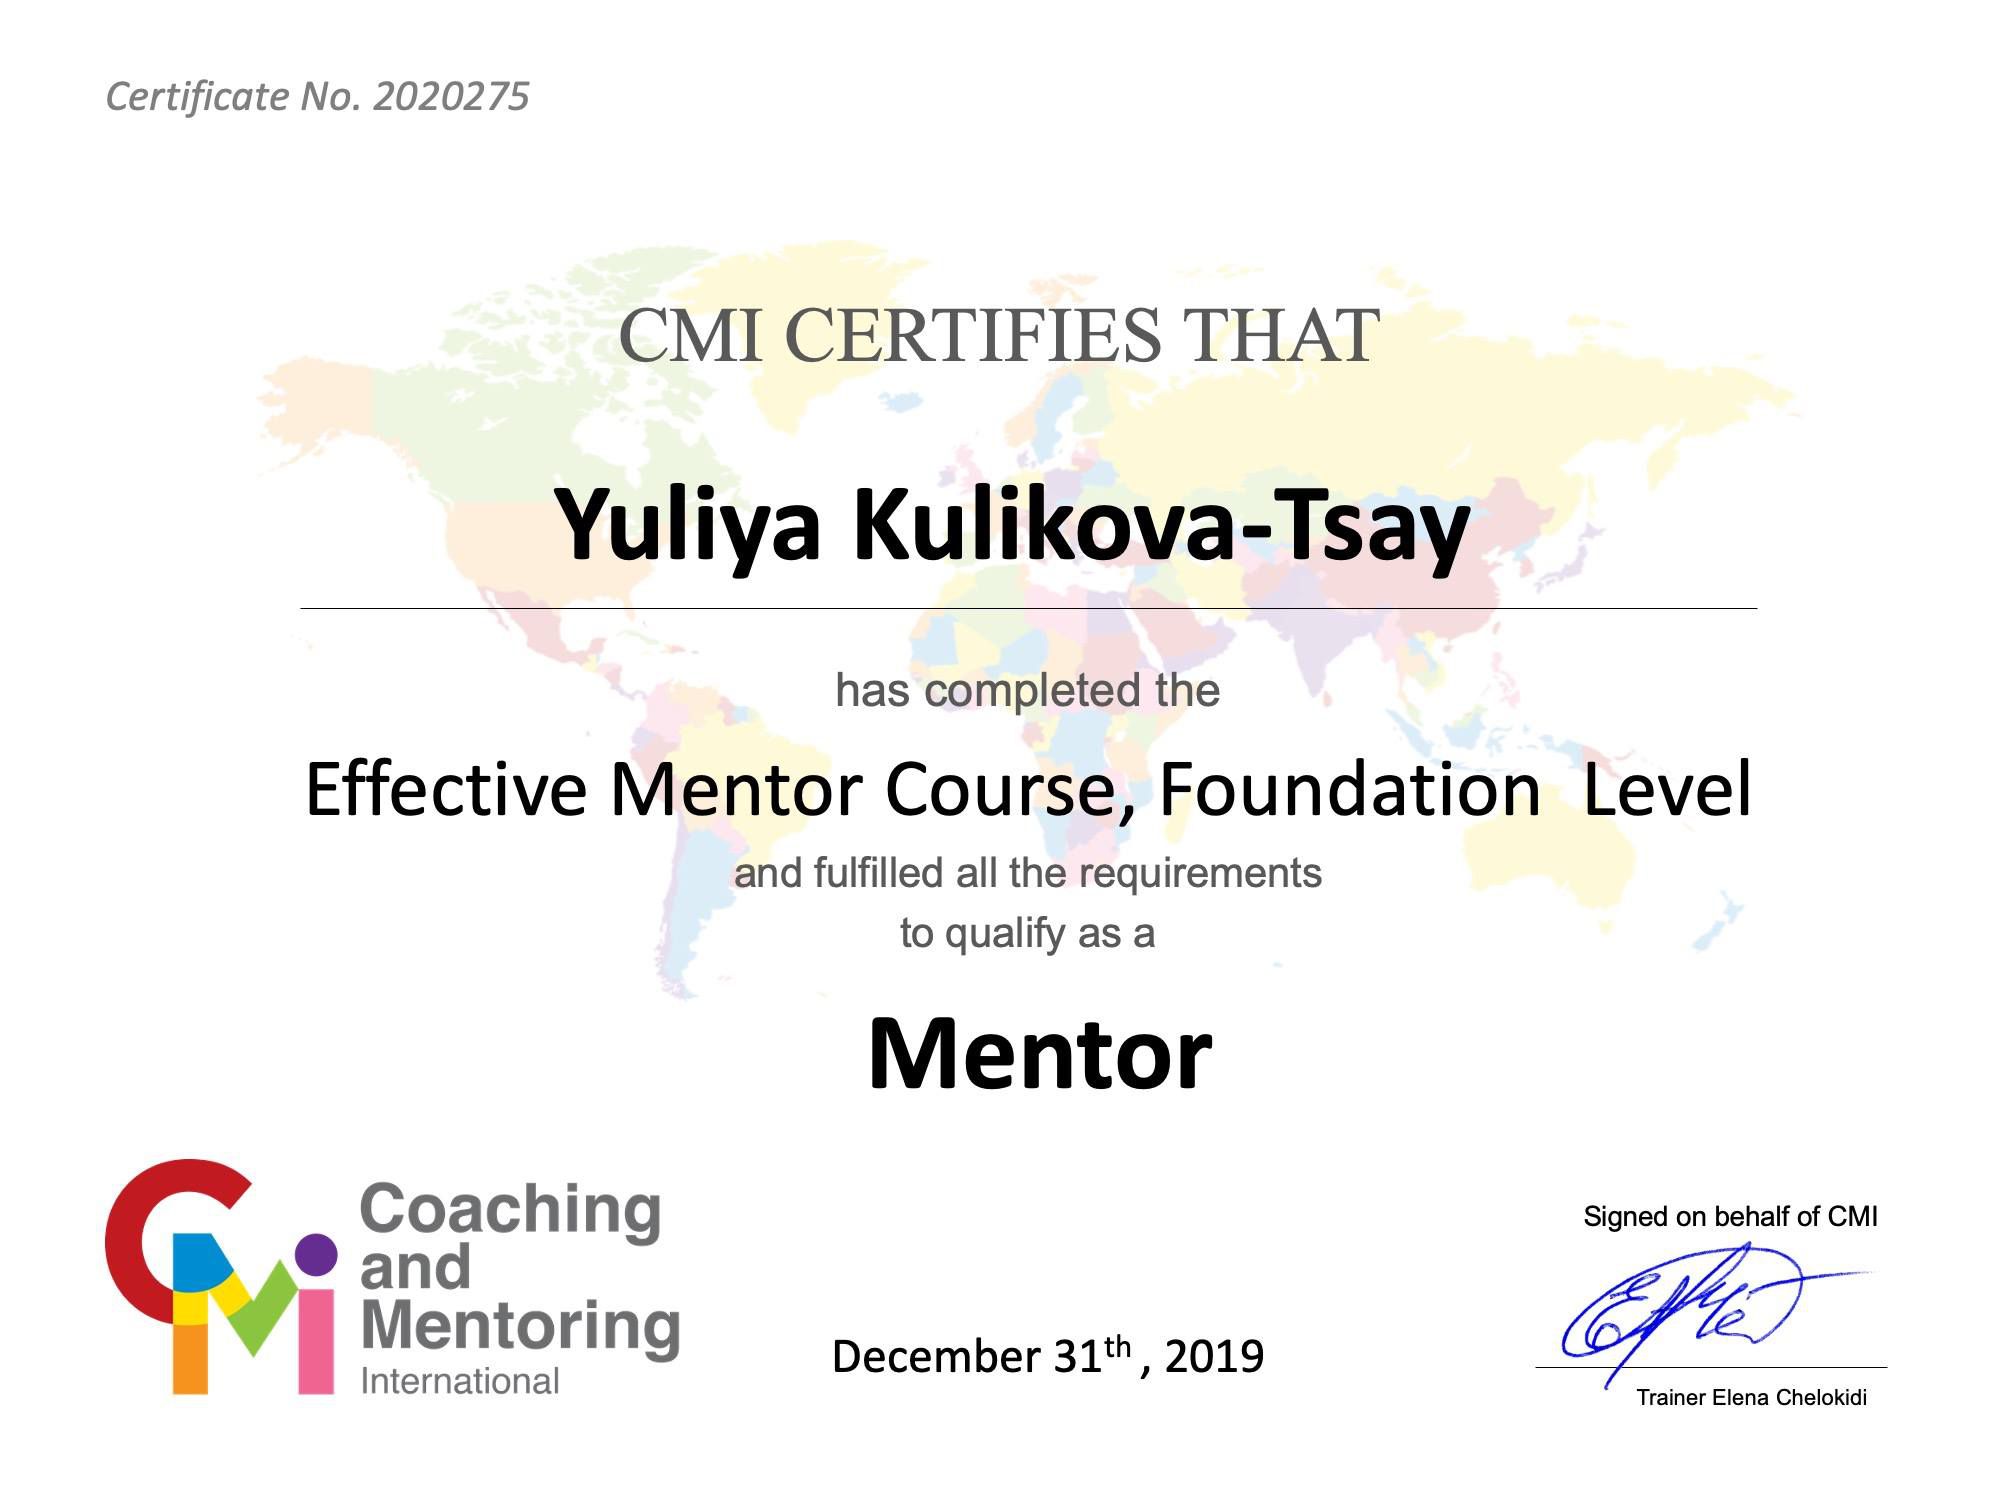 Certificate No. 2020275
CMI CERTIFIES THAT
Yuliya Kulikova-Tsay
has completed the
Effective Mentor Course, Foundation Level
and fulfilled all the requirements
to qualify as a
Mentor
CMi
Coaching
and
Mentoring
International
December 31th , 2019
Signed on behalf of CMI
Trainer Elena Chelokidi